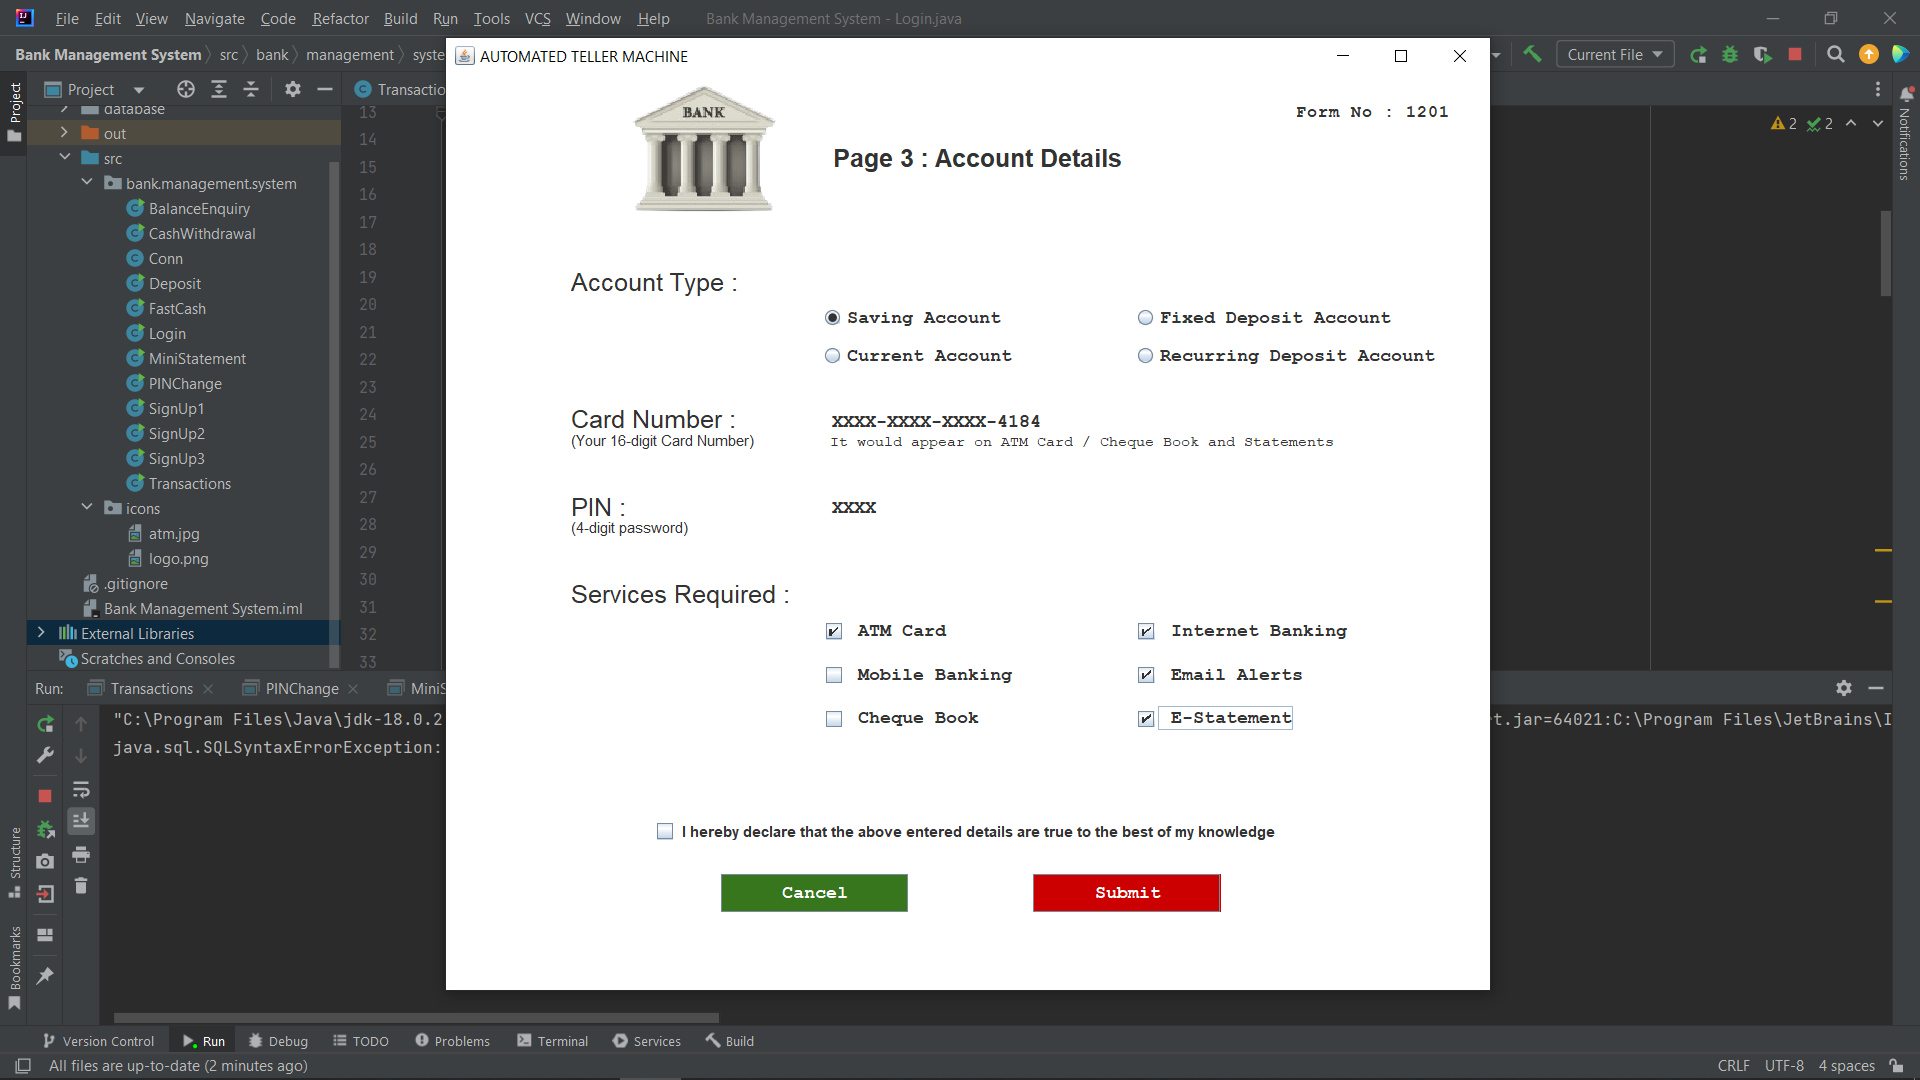 File Edit View Navigate Code Refactor Build Run Tools VCS Window Help Bank Management System - Login.java
Bank Management System src bank management syste
Current File
AUTOMATED TELLER MACHINE
Project
Project
Transactio
Notifications
database
out
src
bank.management.system
BalanceEnquiry
CashWithdrawal
Conn
Deposit
FastCash
Login
MiniStatement
PINChange
SignUp1
SignUp2
SignUp3
Transactions
icons
atm.jpg
logo.png
.gitignore
Bank Management System.iml
External Libraries
Scratches and Consoles
13
14
15
16
17
18
19
20
21
22
23
24
25
26
27
28
29
30
31
32
33
2 2
BANK
Form No : 1201
Page 3 : Account Details
Account Type :
Saving Account Fixed Deposit Account
Current Account Recurring Deposit Account
Card Number : XXXX-XXXX-XXXX-4184
(Your 16-digit Card Number) It would appear on ATM Card / Cheque Book and Statements
PIN : XXXX
(4-digit password)
Services Required :
ATM Card Internet Banking
Mobile Banking Email Alerts
Cheque Book E-Statement
I hereby declare that the above entered details are true to the best of my knowledge
Cancel Submit
Run: Transactions PINChange MiniS
"C:\Program Files\Java\jdk-18.0.2 t.jar=64021:C:\Program Files\JetBrains\I
java.sql.SQLSyntaxErrorException:
Structure
Bookmarks
Version Control Run Debug TODO Problems Terminal Services Build
All files are up-to-date (2 minutes ago) CRLF UTF-8 4 spaces